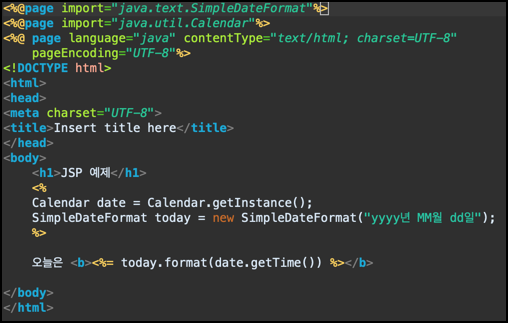 <%@page import="java.text.SimpleDateFormat"%>
<%@page import="java.util.Calendar"%>
<%@ page language="java" contentType="text/html; charset=UTF-8"
    pageEncoding="UTF-8"%>
<!DOCTYPE html>
<html>
<head>
<meta charset="UTF-8">
<title>Insert title here</title>
</head>
<body>
    <h1>JSP 예제</h1>
    <%
    Calendar date = Calendar.getInstance();
    SimpleDateFormat today = new SimpleDateFormat("yyyy년 MM월 dd일");
    %>
    오늘은 <b><%= today.format(date.getTime()) %></b>
</body>
</html>